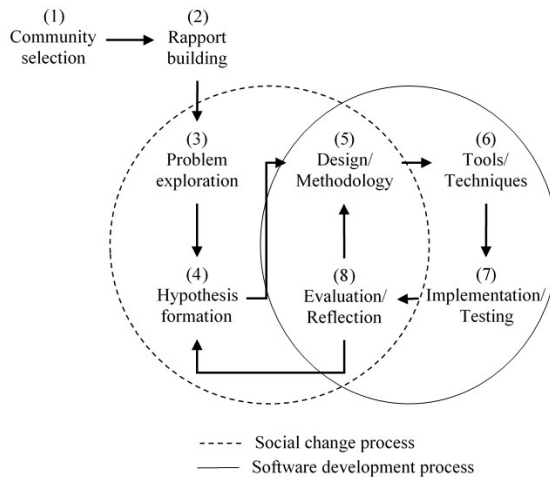 (1)
Community
selection
(2)
Rapport
building
(3)
Problem
exploration
(4)
Hypothesis
formation
(5)
Design/
Methodology
(6)
Tools/
Techniques
(7)
Implementation/
Testing
(8)
Evaluation/
Reflection
Social change process
Software development process